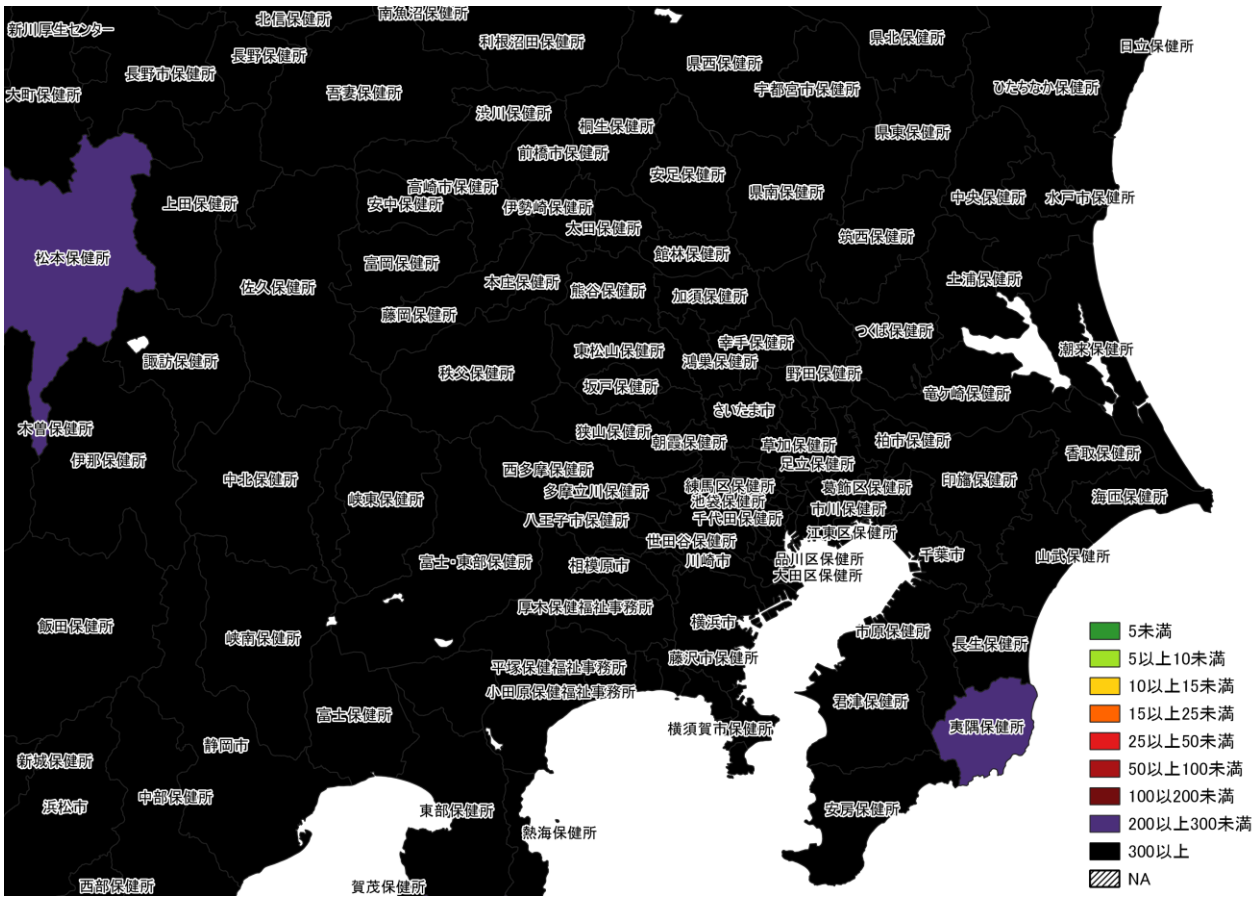 南魚沼保健所
北信保健所
新川厚生センター
利根沼田保健所
県北保健所
日立保健所
長野保健所
県西保健所
長野市保健所
宇都宮市保健所
ひたちなか保健所
大町保健所
吾妻保健所
渋川保健所
桐生保健所
県東保健所
前橋市保健所
安足保健所
高崎市保健所
県南保健所
中央保健所
水戸市保健所
上田保健所
安中保健所
伊勢崎保健所
太田保健所
筑西保健所
松本保健所
富岡保健所
館林保健所
佐久保健所
本庄保健所
熊谷保健所
加須保健所
土浦保健所
藤岡保健所
つくば保健所
幸手保健所
東松山保健所
鴻巣保健所
潮来保健所
諏訪保健所
秩父保健所
坂戸保健所
野田保健所
竜ケ崎保健所
さいたま市
木曽保健所
狭山保健所
朝霞保健所
草加保健所
柏市保健所
香取保健所
伊那保健所
足立保健所
西多摩保健所
中北保健所
印旛保健所
練馬区保健所
葛飾区保健所
多摩立川保健所
峡東保健所
池袋保健所
海匝保健所
市川保健所
八王子市保健所
千代田保健所
江東区保健所
世田谷保健所
富士・東部保健所
相模原市
川崎市
品川区保健所
千葉市
山武保健所
大田区保健所
厚木保健福祉事務所
飯田保健所
峡南保健所
横浜市
市原保健所
長生保健所
藤沢市保健所
平塚保健福祉事務所
小田原保健福祉事務所
君津保健所
富士保健所
横須賀市保健所
夷隅保健所
静岡市
新城保健所
浜松市
中部保健所
東部保健所
安房保健所
熱海保健所
西部保健所
賀茂保健所
5未満
5以上10未満
10以上15未満
15以上25未満
25以上50未満
50以上100未満
100以200未満
200以上300未満
300以上
NA